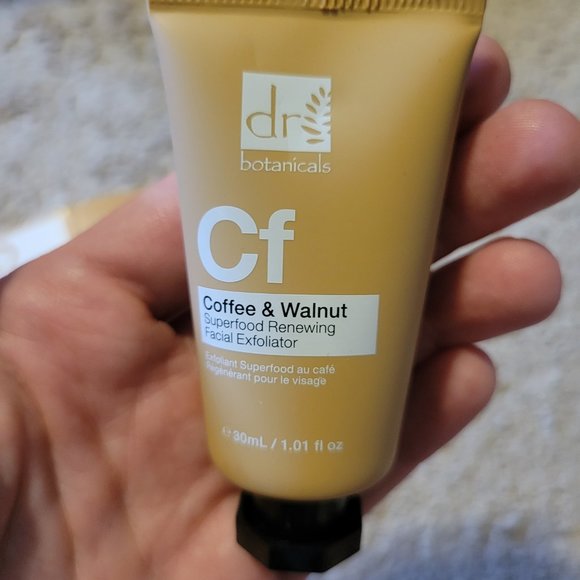 dr
botanicals
Cf
Coffee & Walnut
Superfood Renewing
Facial Exfoliator
Exfoliant Superfood au café
Régénérant pour le visage
℮ 30mL / 1.01 fl oz